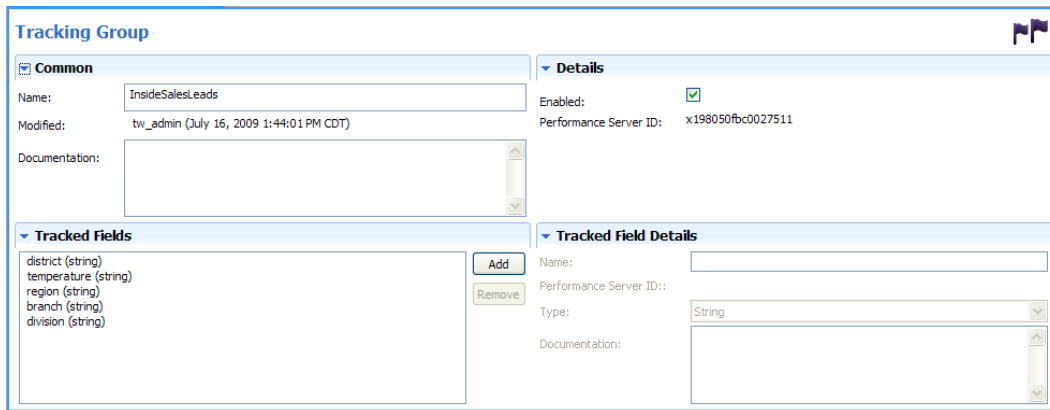 Tracking Group
Common
Name:
InsideSalesLeads
Modified:
tw_admin (July 16, 2009 1:44:01 PM CDT)
Documentation:
Details
Enabled:
Performance Server ID:
x198050fbc0027511
Tracked Fields
district (string)
temperature (string)
region (string)
branch (string)
division (string)
Add
Remove
Tracked Field Details
Name:
Performance Server ID::
Type:
String
Documentation: